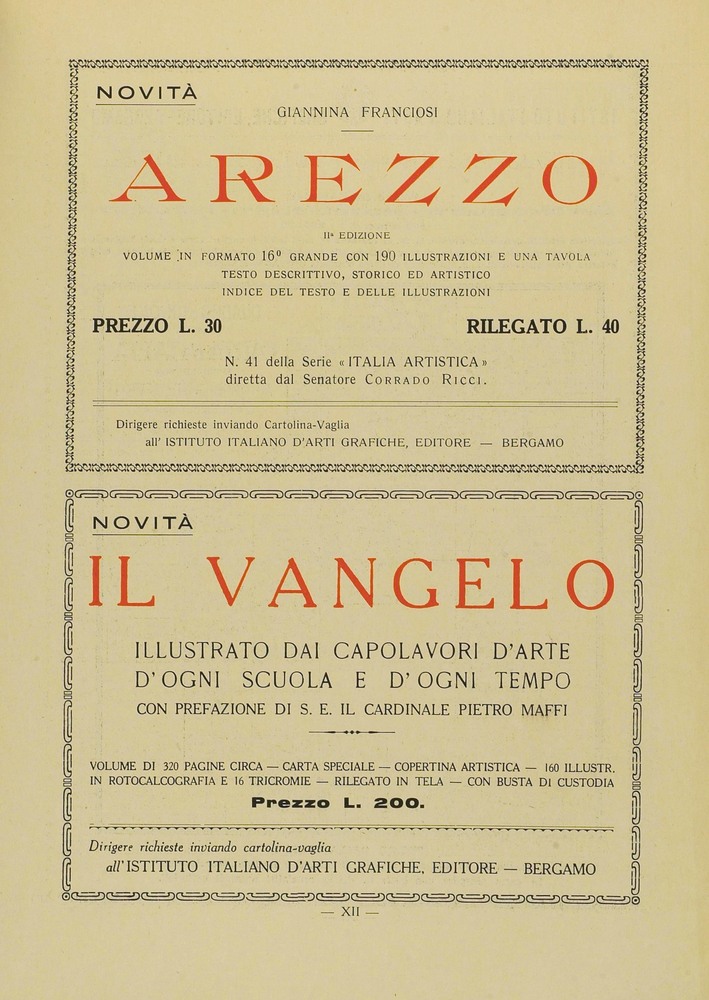 NOVITÀ
GIANNINA FRANCIOSI
AREZZO
IIª EDIZIONE
VOLUME IN FORMATO 16º GRANDE CON 190 ILLUSTRAZIONI E UNA TAVOLA
TESTO DESCRITTIVO, STORICO ED ARTISTICO
INDICE DEL TESTO E DELLE ILLUSTRAZIONI
PREZZO L. 30 RILEGATO L. 40
N. 41 della Serie « ITALIA ARTISTICA »
diretta dal Senatore CORRADO RICCI.
Dirigere richieste inviando Cartolina-Vaglia
all' ISTITUTO ITALIANO D'ARTI GRAFICHE, EDITORE — BERGAMO
NOVITÀ
IL VANGELO
ILLUSTRATO DAI CAPOLAVORI D'ARTE
D'OGNI SCUOLA E D'OGNI TEMPO
CON PREFAZIONE DI S. E. IL CARDINALE PIETRO MAFFI
VOLUME DI 320 PAGINE CIRCA — CARTA SPECIALE — COPERTINA ARTISTICA — 160 ILLUSTR.
IN ROTOCALCOGRAFIA E 16 TRICROMIE — RILEGATO IN TELA — CON BUSTA DI CUSTODIA
Prezzo L. 200.
Dirigere richieste inviando cartolina-vaglia
all' ISTITUTO ITALIANO D'ARTI GRAFICHE, EDITORE — BERGAMO
— XII —